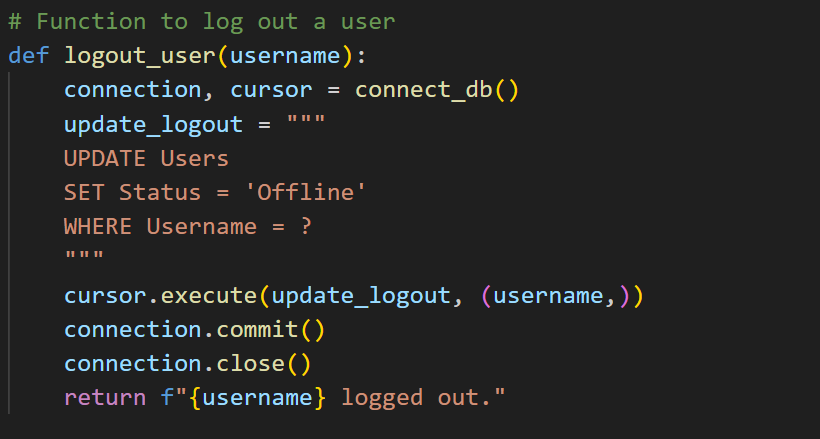 # Function to log out a user
def logout_user(username):
    connection, cursor = connect_db()
    update_logout = """
    UPDATE Users
    SET Status = 'Offline'
    WHERE Username = ?
    """
    cursor.execute(update_logout, (username,))
    connection.commit()
    connection.close()
    return f"{username} logged out."